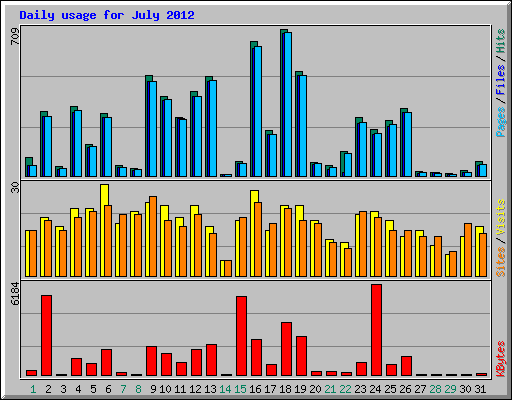 Daily usage for July 2012
709
Pages / Files / Hits
30
Sites / Visits
6184
KBytes
1 2 3 4 5 6 7 8 9 10 11 12 13 14 15 16 17 18 19 20 21 22 23 24 25 26 27 28 29 30 31